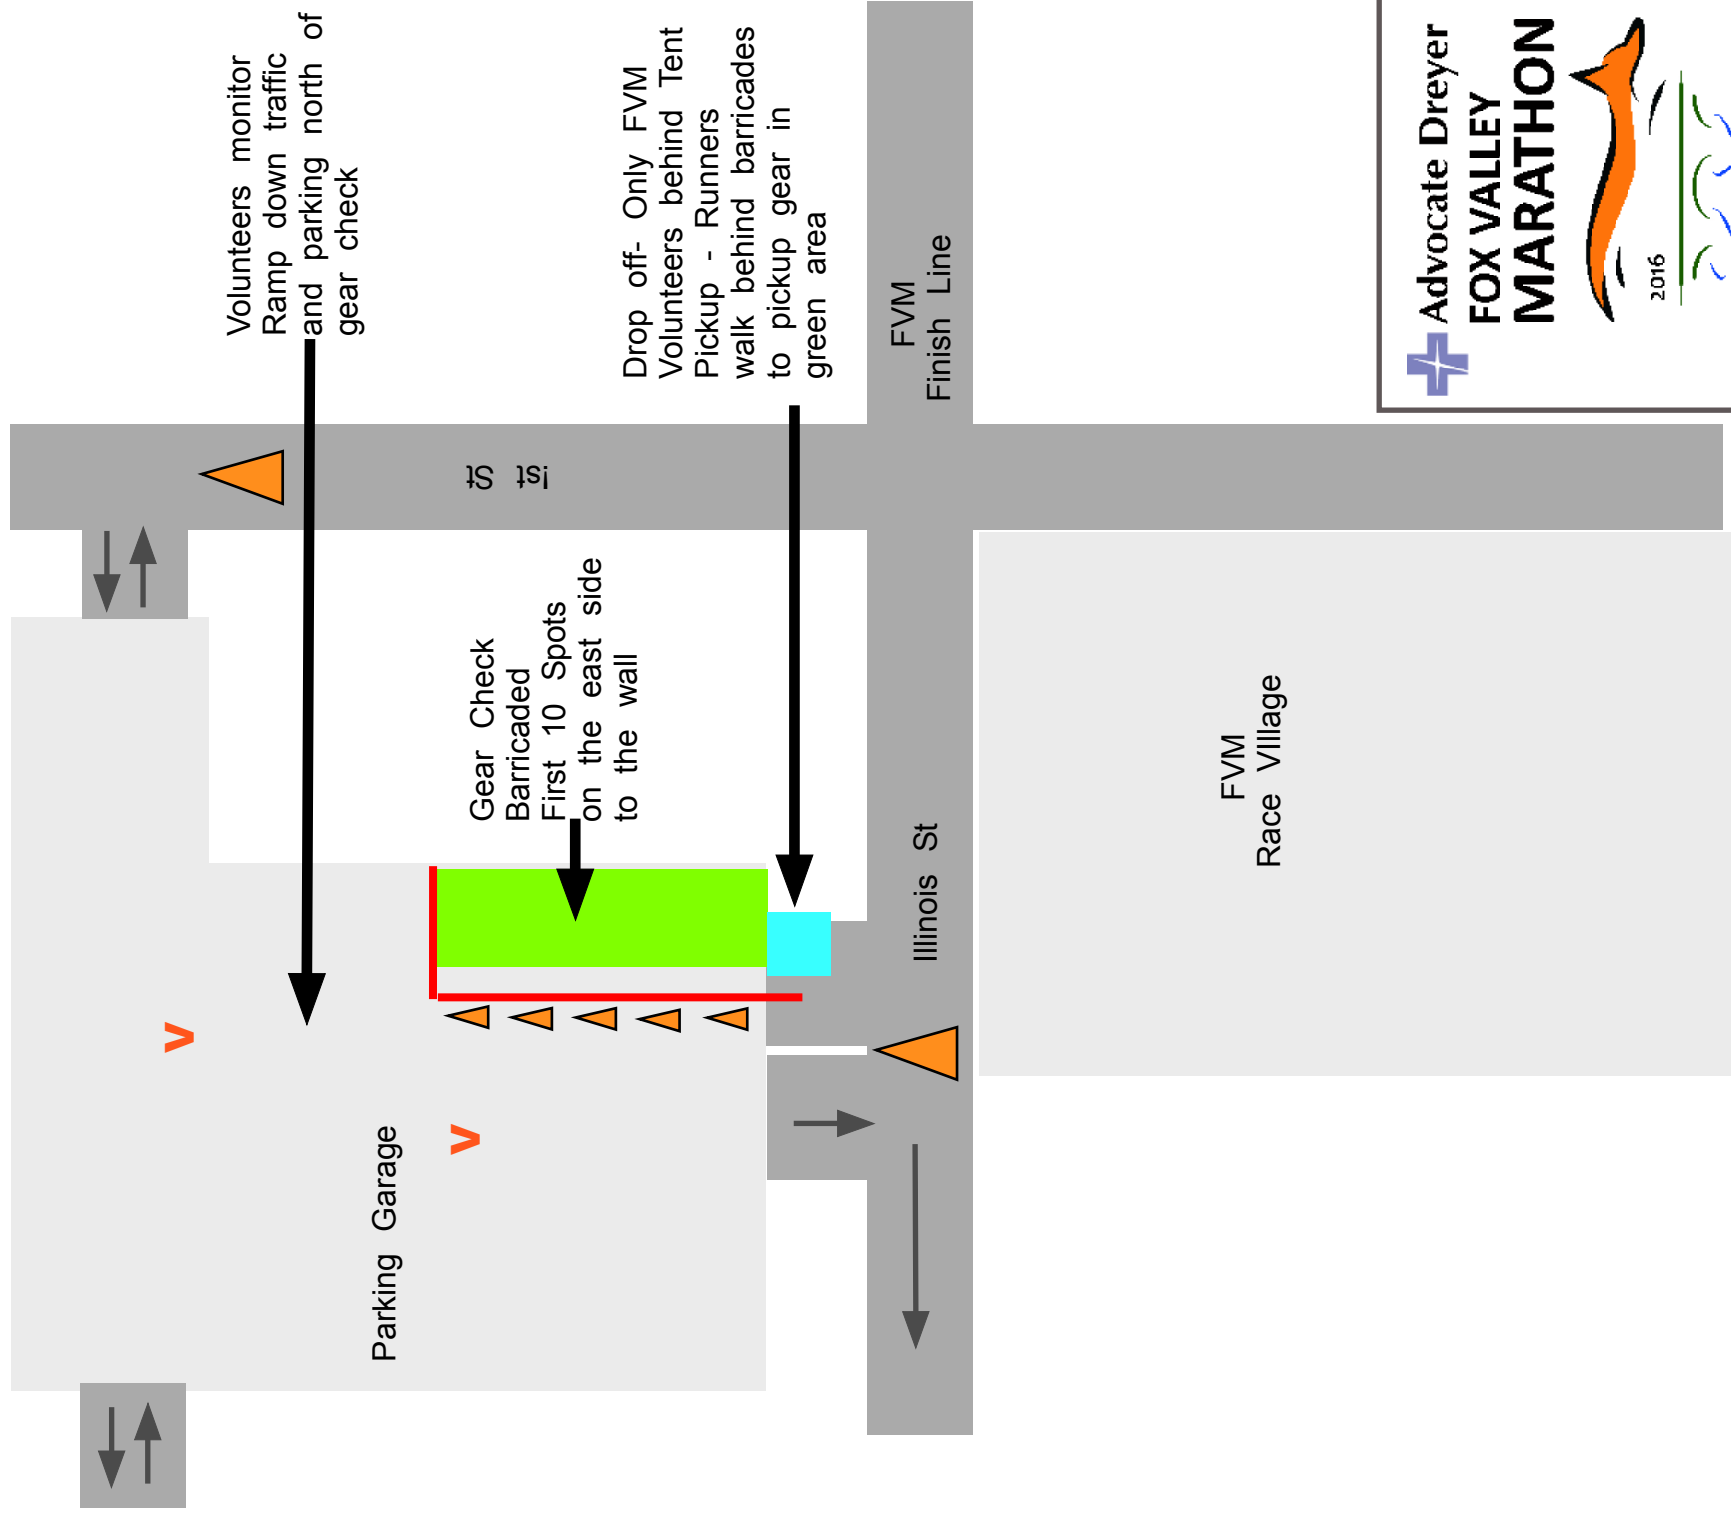 Volunteers monitor
Ramp down traffic
and parking north of
gear check
Drop off- Only FVM
Volunteers behind Tent
Pickup - Runners
walk behind barricades
to pickup gear in
green area
ist St
Gear Check
Barricaded
First 10 Spots
on the east side
to the wall
FVM
Finish Line
Illinois St
Parking Garage
V
V
FVM
Race VIllage
Advocate Dreyer
FOX VALLEY
MARATHON
2016